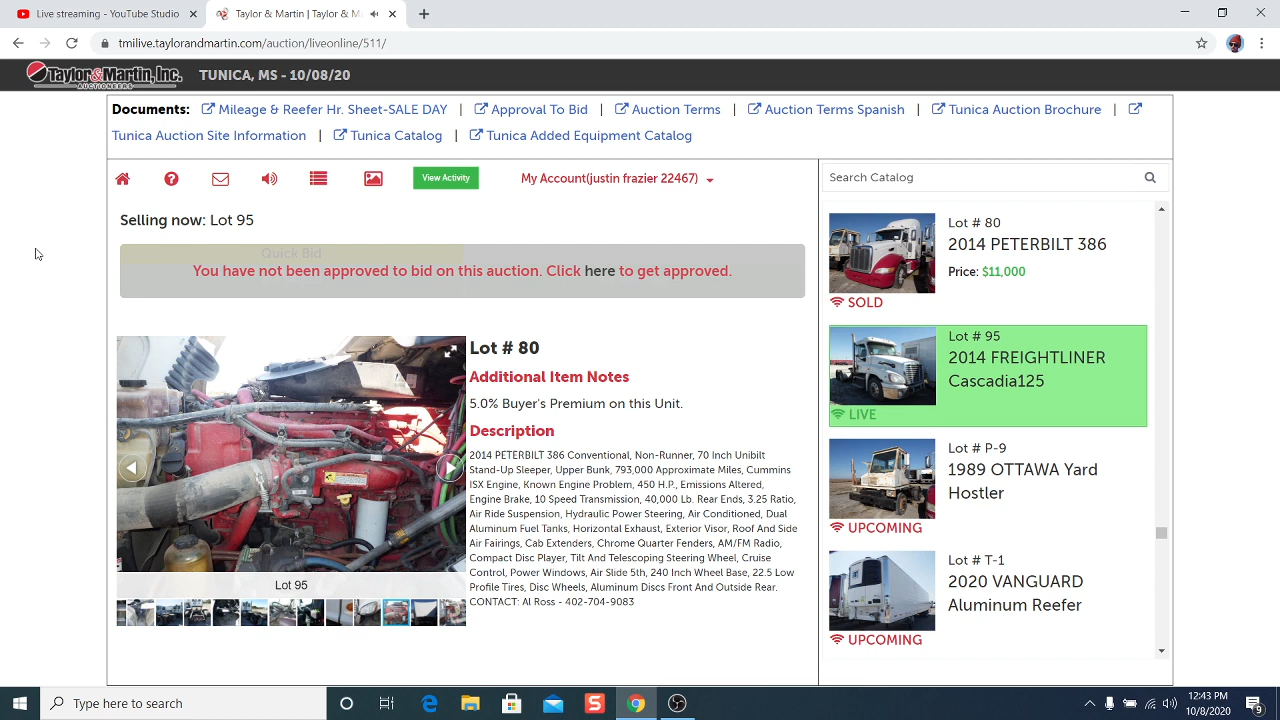 Live streaming - YouTube Studio
Taylor & Martin | Taylor & M
tmlive.taylorandmartin.com/auction/liveonline/511/
Taylor&Martin, Inc.
AUCTIONEERS
TUNICA, MS - 10/08/20
Documents: Mileage & Reefer Hr. Sheet-SALE DAY | Approval To Bid | Auction Terms | Auction Terms Spanish | Tunica Auction Brochure |
Tunica Auction Site Information | Tunica Catalog | Tunica Added Equipment Catalog
View Activity
My Account(justin frazier 22467)
Selling now: Lot 95
Quick Bid
You have not been approved to bid on this auction. Click here to get approved.
Lot 95
Lot # 80
Additional Item Notes
5.0% Buyer's Premium on this Unit.
Description
2014 PETERBILT 386 Conventional, Non-Runner, 70 Inch Unibilt
Stand-Up Sleeper, Upper Bunk, 793,000 Approximate Miles, Cummins
ISX Engine, Known Engine Problem, 450 H.P., Emissions Altered,
Engine Brake, 10 Speed Transmission, 40,000 Lb. Rear Ends, 3.25 Ratio,
Air Ride Suspension, Hydraulic Power Steering, Air Conditioned, Dual
Aluminum Fuel Tanks, Horizontal Exhaust, Exterior Visor, Roof And Side
Air Fairings, Cab Extenders, Chrome Quarter Fenders, AM/FM Radio,
Compact Disc Player, Tilt And Telescoping Steering Wheel, Cruise
Control, Power Windows, Air Slide 5th, 240 Inch Wheel Base, 22.5 Low
Profile Tires, Disc Wheels, Aluminum Discs Front And Outside Rear.
CONTACT: Al Ross - 402-704-9083
Search Catalog
Lot # 80
2014 PETERBILT 386
Price: $11,000
SOLD
Lot # 95
2014 FREIGHTLINER
Cascadia125
LIVE
Lot # P-9
1989 OTTAWA Yard
Hostler
UPCOMING
Lot # T-1
2020 VANGUARD
Aluminum Reefer
UPCOMING
Type here to search
12:43 PM
10/8/2020
9